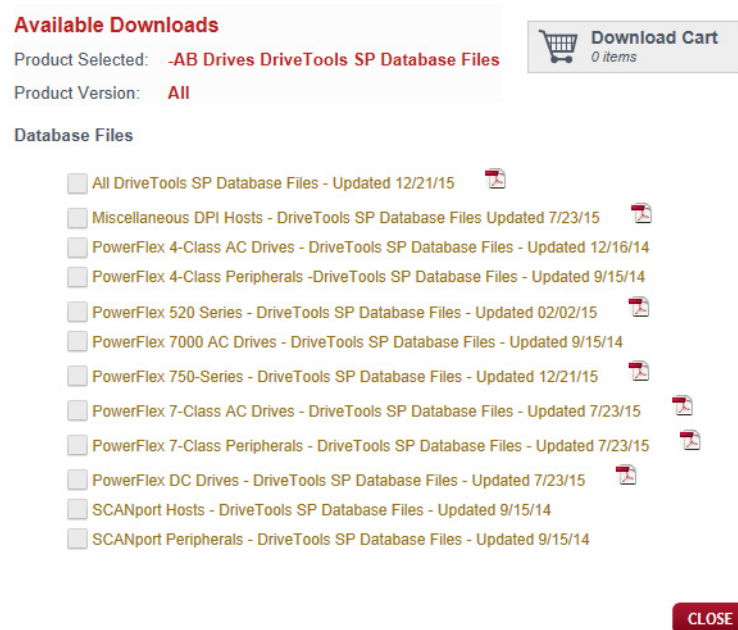 Available Downloads
Download Cart
0 items
Product Selected: -AB Drives DriveTools SP Database Files
Product Version: All
Database Files
All DriveTools SP Database Files - Updated 12/21/15
Miscellaneous DPI Hosts - DriveTools SP Database Files Updated 7/23/15
PowerFlex 4-Class AC Drives - DriveTools SP Database Files - Updated 12/16/14
PowerFlex 4-Class Peripherals -DriveTools SP Database Files - Updated 9/15/14
PowerFlex 520 Series - DriveTools SP Database Files - Updated 02/02/15
PowerFlex 7000 AC Drives - DriveTools SP Database Files - Updated 9/15/14
PowerFlex 750-Series - DriveTools SP Database Files - Updated 12/21/15
PowerFlex 7-Class AC Drives - DriveTools SP Database Files - Updated 7/23/15
PowerFlex 7-Class Peripherals - DriveTools SP Database Files - Updated 7/23/15
PowerFlex DC Drives - DriveTools SP Database Files - Updated 7/23/15
SCANport Hosts - DriveTools SP Database Files - Updated 9/15/14
SCANport Peripherals - DriveTools SP Database Files - Updated 9/15/14
CLOSE